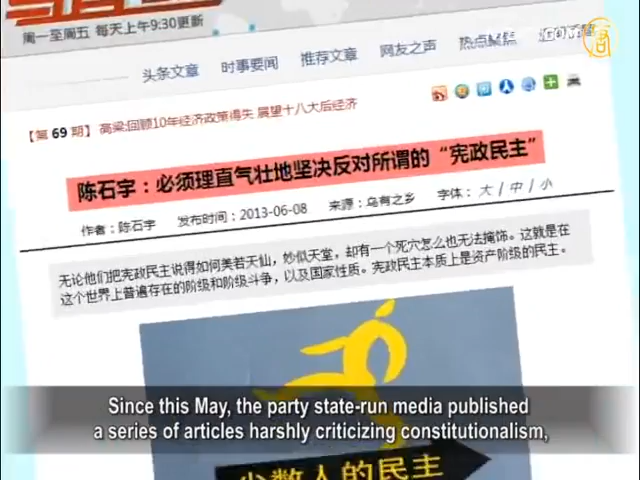 周一至周五 每天上午9:30更新
.COM
头条文章 时事要闻 推荐文章 网友之声 热点聚焦
【第 69 期】 高梁:回顾10年经济政策得失 展望十八大后经济
陈石宇：必须理直气壮地坚决反对所谓的“宪政民主”
作者：陈石宇 发布时间：2013-06-08 来源：乌有之乡 字体： 大 / 中 / 小
无论他们把宪政民主说得如何美若天仙，妙似天堂，却有一个死穴怎么也无法掩饰。这就是在
这个世界上普遍存在的阶级和阶级斗争，以及国家性质。宪政民主本质上是资产阶级的民主。
Since this May, the party state-run media published
a series of articles harshly criticizing constitutionalism,
少数人的民主